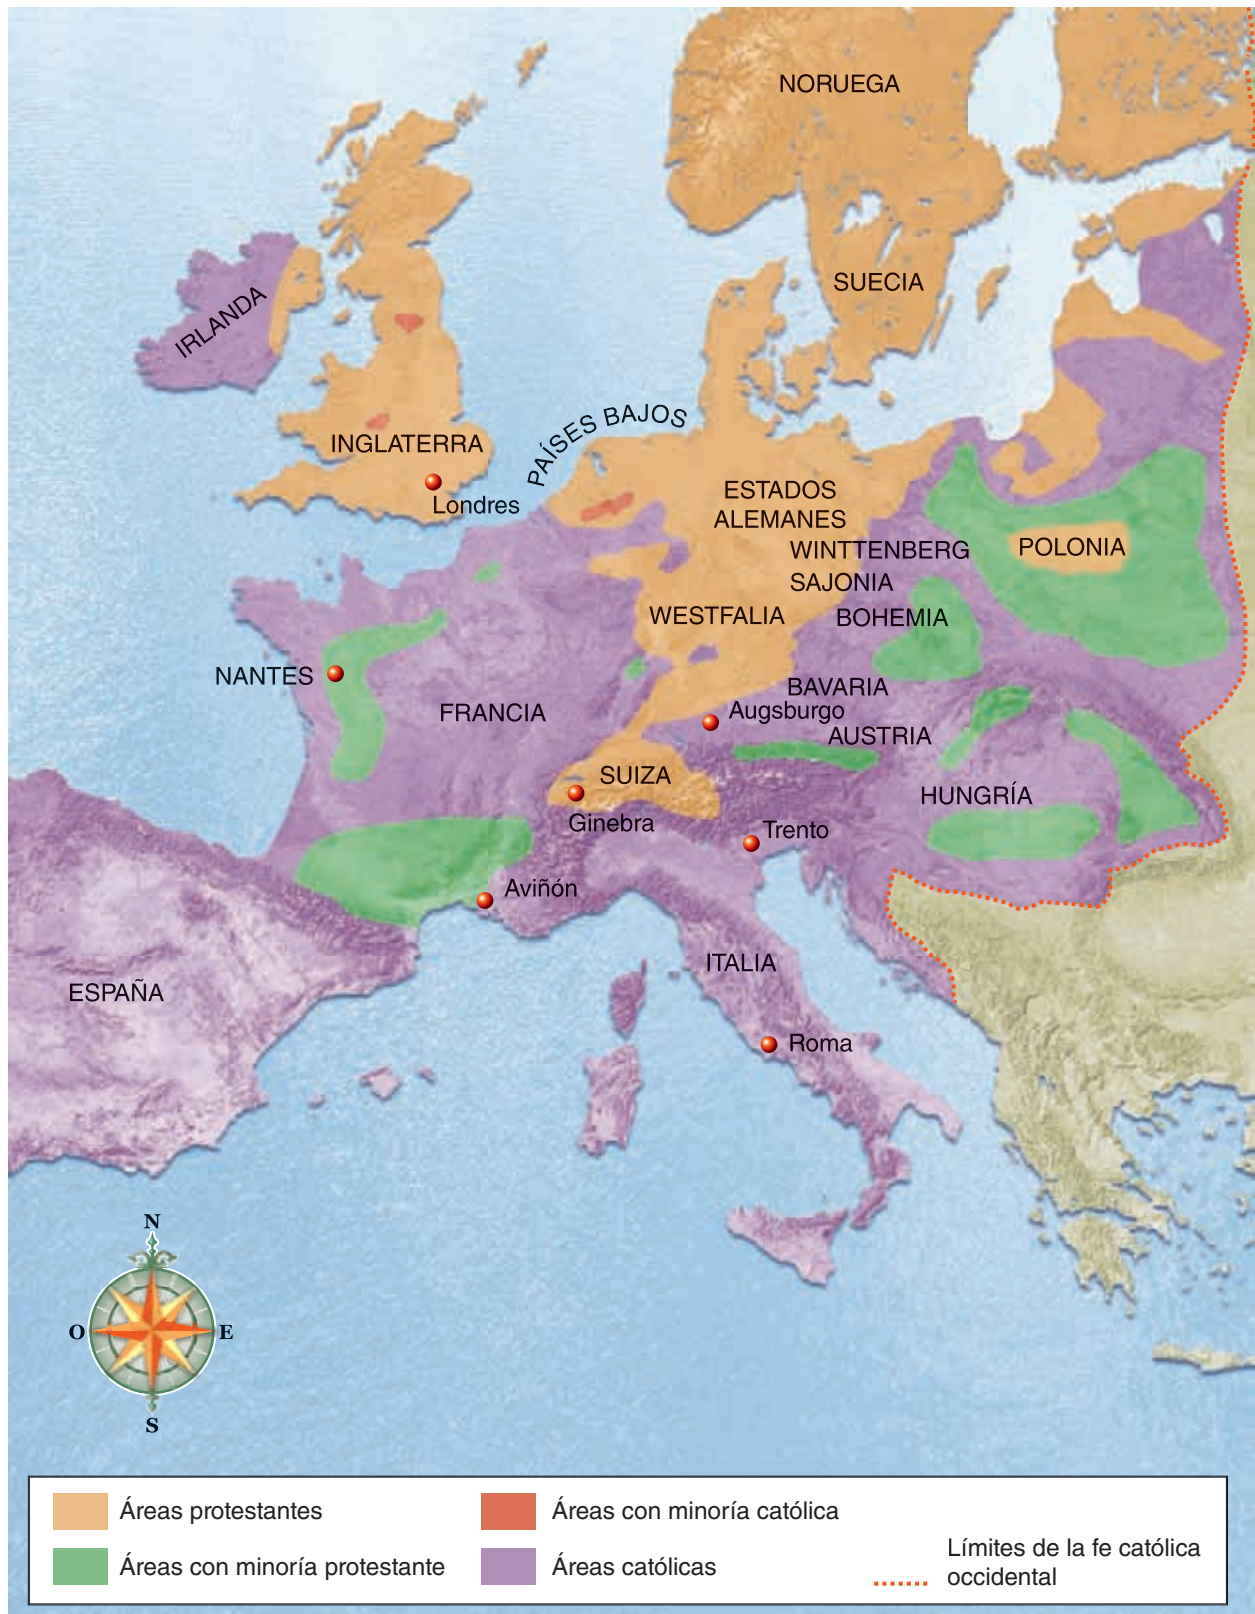 NORUEGA
SUECIA
IRLANDA
INGLATERRA
Londres
PAÍSES BAJOS
ESTADOS
ALEMANES
WINTTENBERG
SAJONIA
POLONIA
WESTFALIA
BOHEMIA
NANTES
FRANCIA
BAVARIA
Augsburgo
AUSTRIA
SUIZA
HUNGRÍA
Ginebra
Trento
Aviñón
ITALIA
ESPAÑA
Roma
N
O
E
S
Áreas protestantes
Áreas con minoría católica
Áreas con minoría protestante
Áreas católicas
Límites de la fe católica
occidental